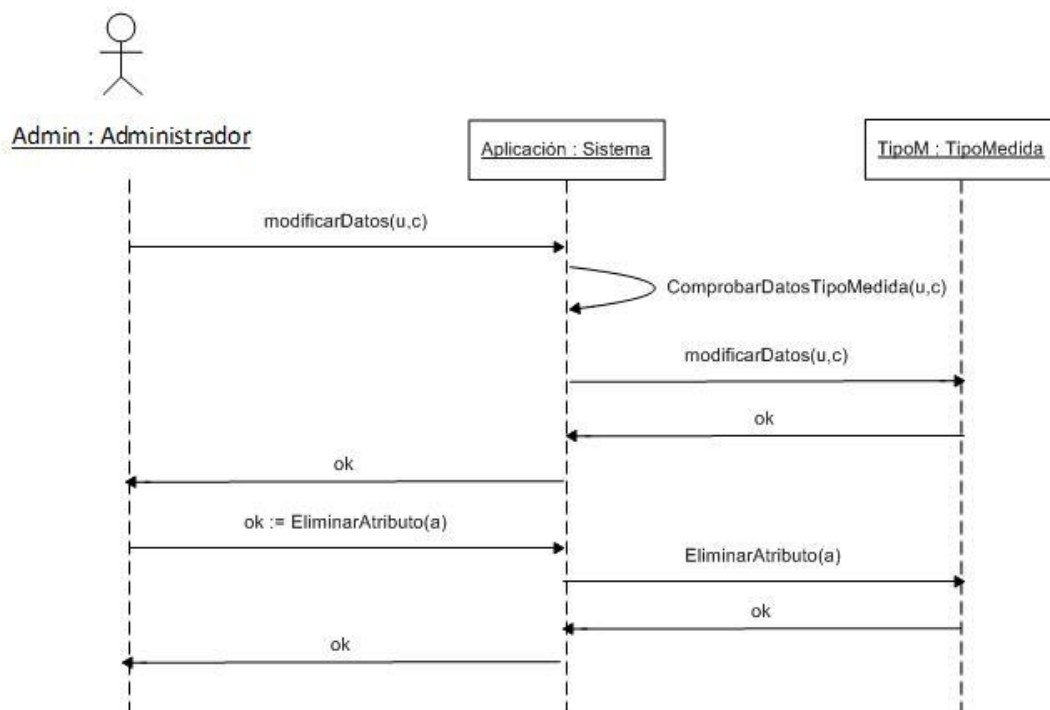 Admin : Administrador
Aplicación : Sistema
TipoM : TipoMedida
modificarDatos(u,c)
ComprobarDatosTipoMedida(u,c)
modificarDatos(u,c)
ok
ok
ok := EliminarAtributo(a)
EliminarAtributo(a)
ok
ok